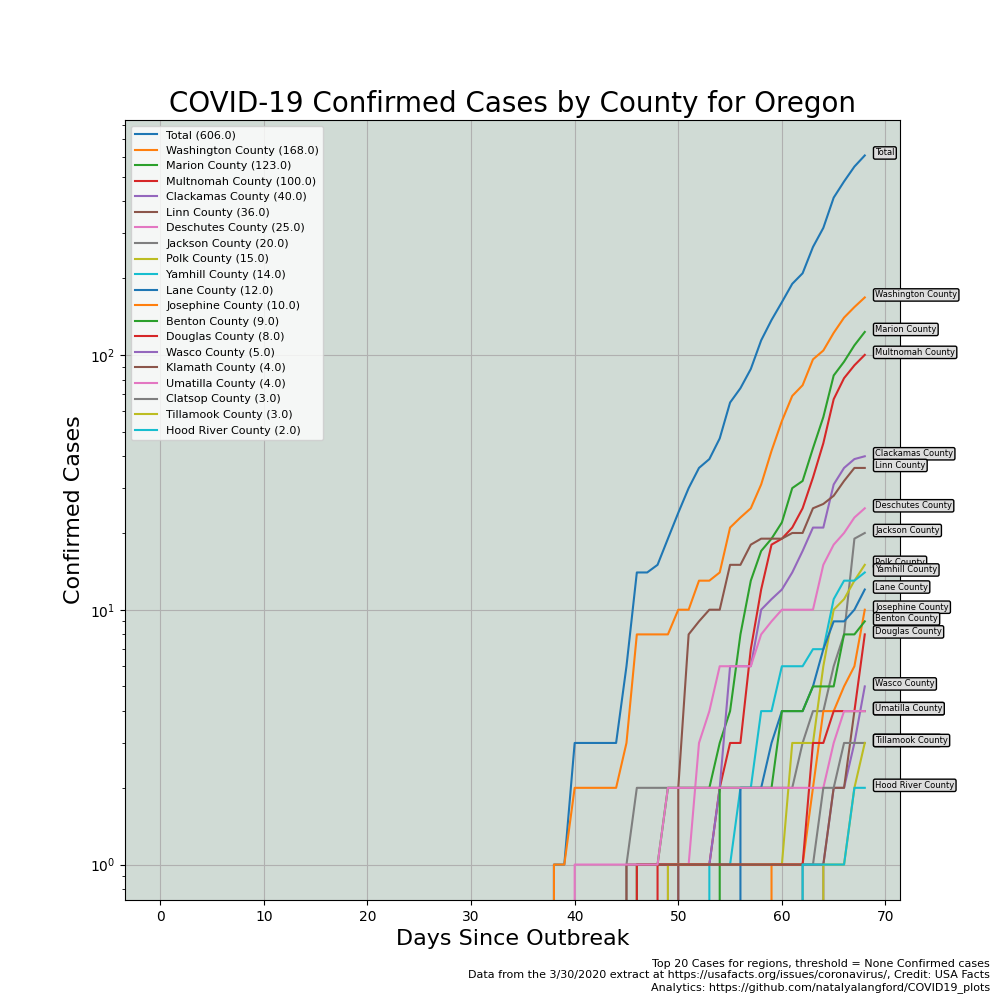 COVID-19 Confirmed Cases by County for Oregon
Total (606.0)
Washington County (168.0)
Marion County (123.0)
Multnomah County (100.0)
Clackamas County (40.0)
Linn County (36.0)
Deschutes County (25.0)
Jackson County (20.0)
Polk County (15.0)
Yamhill County (14.0)
Lane County (12.0)
Josephine County (10.0)
Benton County (9.0)
Douglas County (8.0)
Wasco County (5.0)
Klamath County (4.0)
Umatilla County (4.0)
Clatsop County (3.0)
Tillamook County (3.0)
Hood River County (2.0)
Total
Washington County
Marion County
Multnomah County
Clackamas County
Linn County
Deschutes County
Jackson County
Polk County
Yamhill County
Lane County
Josephine County
Benton County
Douglas County
Wasco County
Umatilla County
Tillamook County
Hood River County
Confirmed Cases
10²
10¹
10⁰
0 10 20 30 40 50 60 70
Days Since Outbreak
Top 20 Cases for regions, threshold = None Confirmed cases
Data from the 3/30/2020 extract at https://usafacts.org/issues/coronavirus/, Credit: USA Facts
Analytics: https://github.com/natalyalangford/COVID19_plots